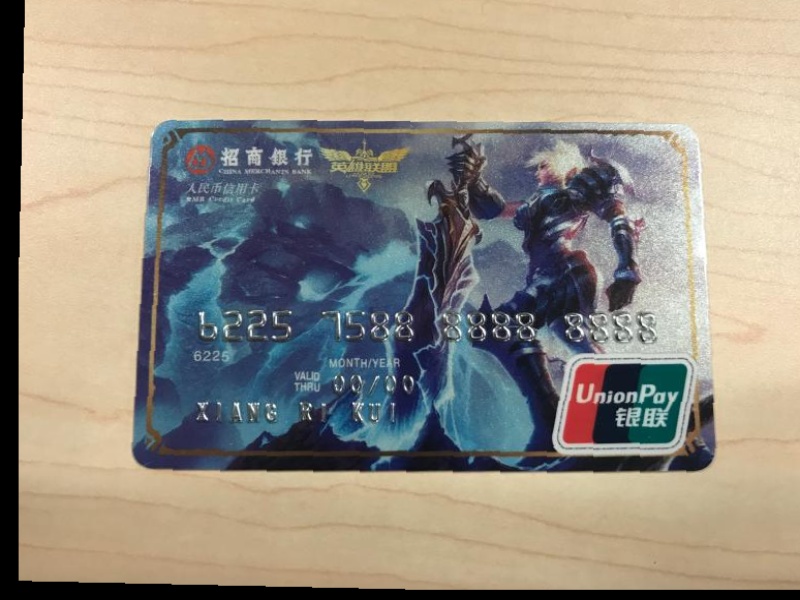 招商銀行
CHINA MERCHANTS BANK
英雄联盟
人民币信用卡
RMB Credit Card
6225 7588 8888 8888
6225
MONTH/YEAR
VALID THRU 00/00
XIANG RI KUI
UnionPay
银联